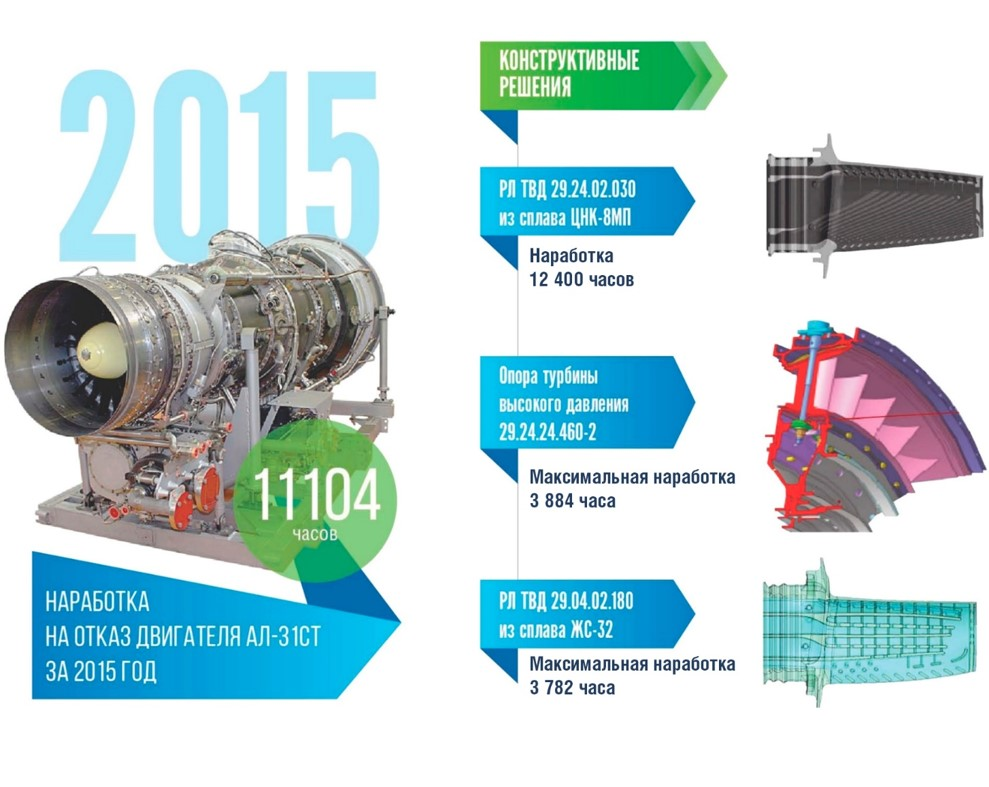 2015
11104
часов
НАРАБОТКА
НА ОТКАЗ ДВИГАТЕЛЯ АЛ-31СТ
ЗА 2015 ГОД
КОНСТРУКТИВНЫЕ
РЕШЕНИЯ
РЛ ТВД 29.24.02.030
из сплава ЦНК-8МП
Наработка
12 400 часов
Опора турбины
высокого давления
29.24.24.460-2
Максимальная наработка
3 884 часа
РЛ ТВД 29.04.02.180
из сплава ЖС-32
Максимальная наработка
3 782 часа